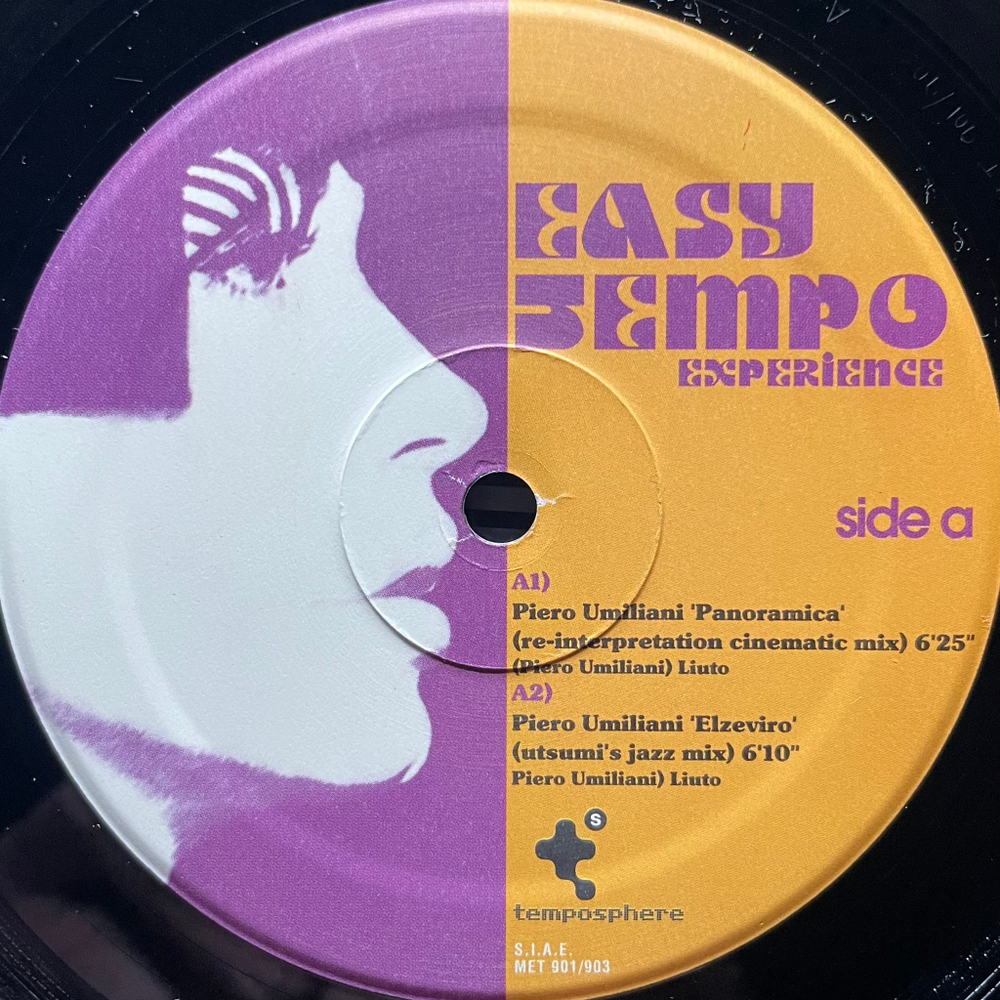 EASY
TEMPO
EXPERIENCE
side a
A1)
Piero Umiliani 'Panoramica'
(re-interpretation cinematic mix) 6'25"
(Piero Umiliani) Liuto
A2)
Piero Umiliani 'Elzeviro'
(utsumi's jazz mix) 6'10"
Piero Umiliani) Liuto
s
temposphere
S.I.A.E.
MET 901/903